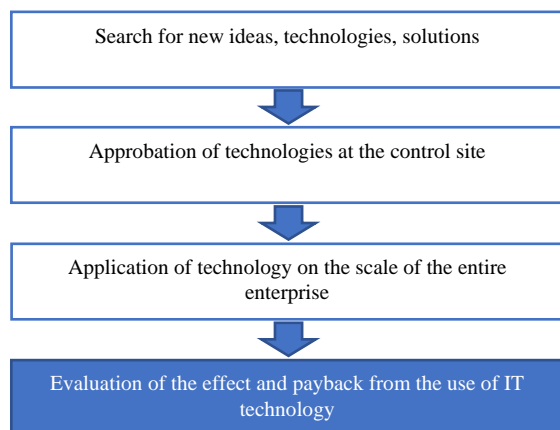 Search for new ideas, technologies, solutions
Approbation of technologies at the control site
Application of technology on the scale of the entire
enterprise
Evaluation of the effect and payback from the use of IT
technology